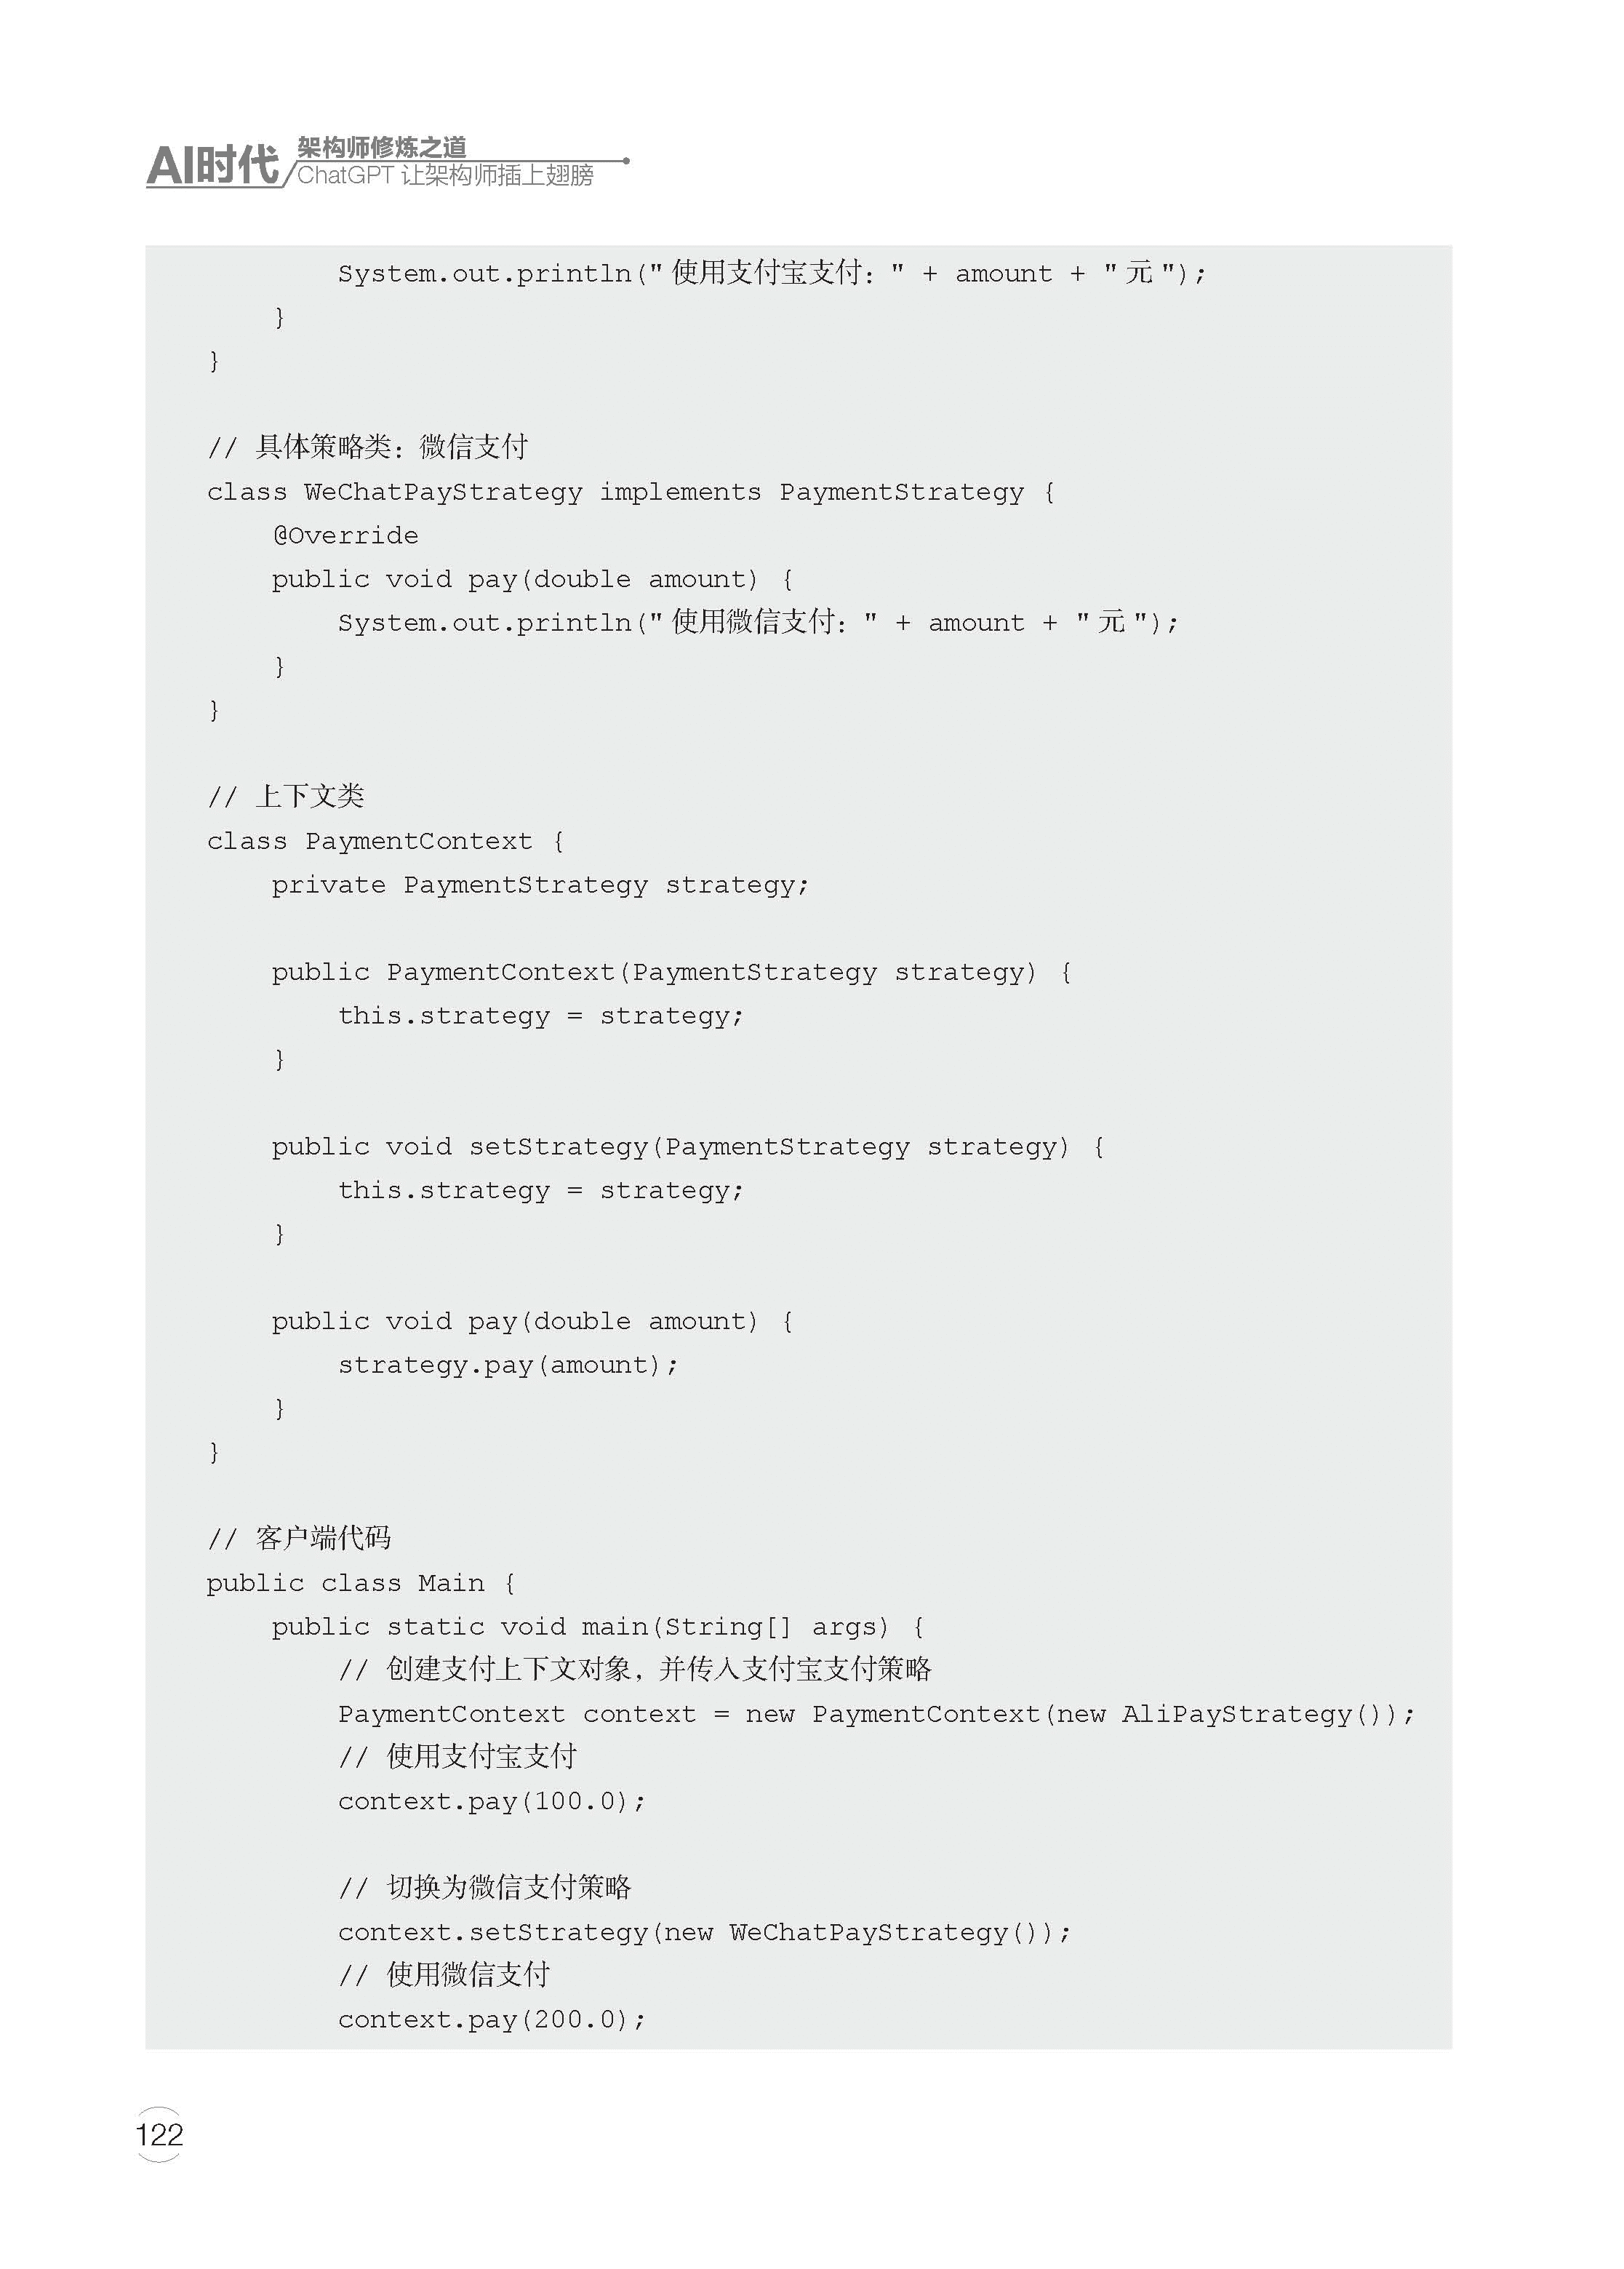 AI时代
架构师修炼之道
ChatGPT 让架构师插上翅膀
        System.out.println(" 使用支付宝支付：" + amount + " 元 ");
    }
}
// 具体策略类：微信支付
class WeChatPayStrategy implements PaymentStrategy {
    @Override
    public void pay(double amount) {
        System.out.println(" 使用微信支付：" + amount + " 元 ");
    }
}
// 上下文类
class PaymentContext {
    private PaymentStrategy strategy;
    public PaymentContext(PaymentStrategy strategy) {
        this.strategy = strategy;
    }
    public void setStrategy(PaymentStrategy strategy) {
        this.strategy = strategy;
    }
    public void pay(double amount) {
        strategy.pay(amount);
    }
}
// 客户端代码
public class Main {
    public static void main(String[] args) {
        // 创建支付上下文对象，并传入支付宝支付策略
        PaymentContext context = new PaymentContext(new AliPayStrategy());
        // 使用支付宝支付
        context.pay(100.0);
        // 切换为微信支付策略
        context.setStrategy(new WeChatPayStrategy());
        // 使用微信支付
        context.pay(200.0);
122